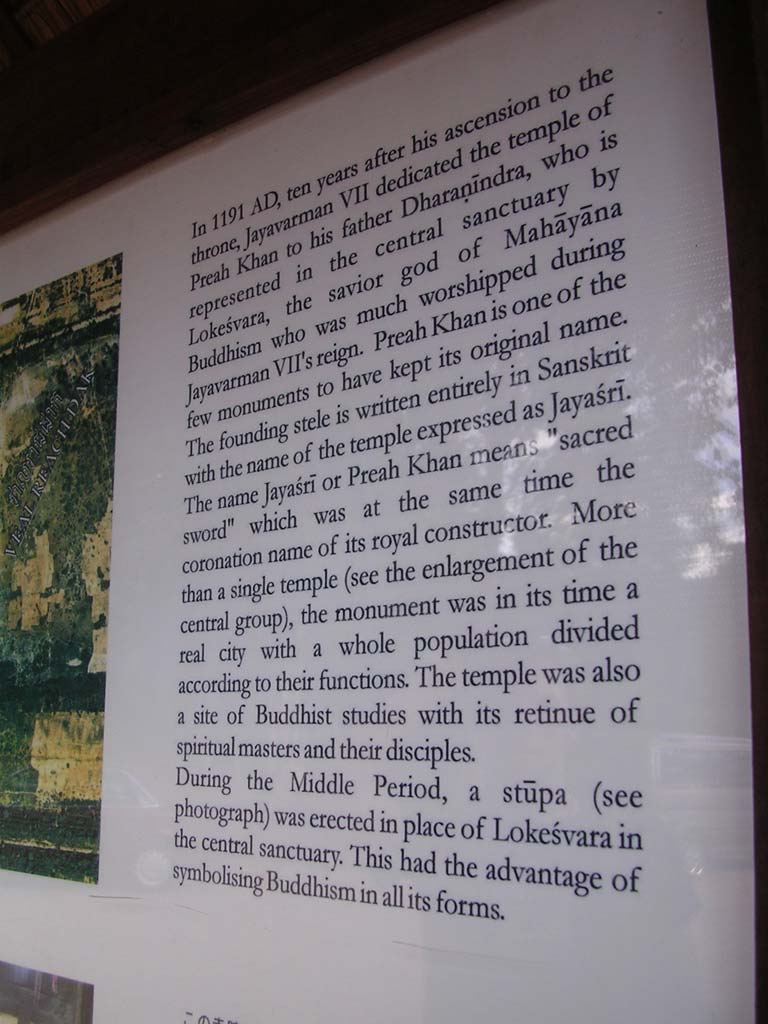 In 1191 AD, ten years after his ascension to the
throne, Jayavarman VII dedicated the temple of
Preah Khan to his father Dharaṇīndra, who is
represented in the central sanctuary by
Lokeśvara, the savior god of Mahāyāna
Buddhism who was much worshipped during
Jayavarman VII's reign. Preah Khan is one of the
few monuments to have kept its original name.
The founding stele is written entirely in Sanskrit
with the name of the temple expressed as Jayaśrī.
The name Jayaśrī or Preah Khan means "sacred
sword" which was at the same time the
coronation name of its royal constructor. More
than a single temple (see the enlargement of the
central group), the monument was in its time a
real city with a whole population divided
according to their functions. The temple was also
a site of Buddhist studies with its retinue of
spiritual masters and their disciples.
During the Middle Period, a stūpa (see
photograph) was erected in place of Lokeśvara in
the central sanctuary. This had the advantage of
symbolising Buddhism in all its forms.
VEAL REACH DAK